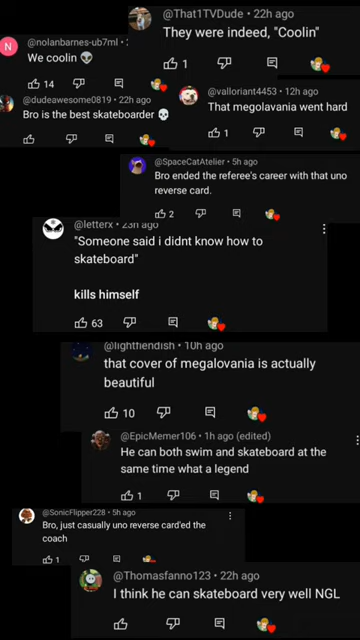 @That1TVDude • 22h ago
They were indeed, "Coolin"
1
@nolanbarnes-ub7ml •
We coolin 👽
14
@dudeawesome0819 • 22h ago
Bro is the best skateboarder 💀
@valloriant4453 • 12h ago
That megolavania went hard
1
@SpaceCatAtelier • 5h ago
Bro ended the referee's career with that uno
reverse card.
2
@letterx • 23h ago
"Someone said i didnt know how to
skateboard"
kills himself
63
@lightfiendish • 10h ago
that cover of megalovania is actually
beautiful
10
@EpicMemer106 • 1h ago (edited)
He can both swim and skateboard at the
same time what a legend
1
@SonicFlipper228 • 5h ago
Bro, just casually uno reverse card'ed the
coach
1
@Thomasfanno123 • 22h ago
I think he can skateboard very well NGL